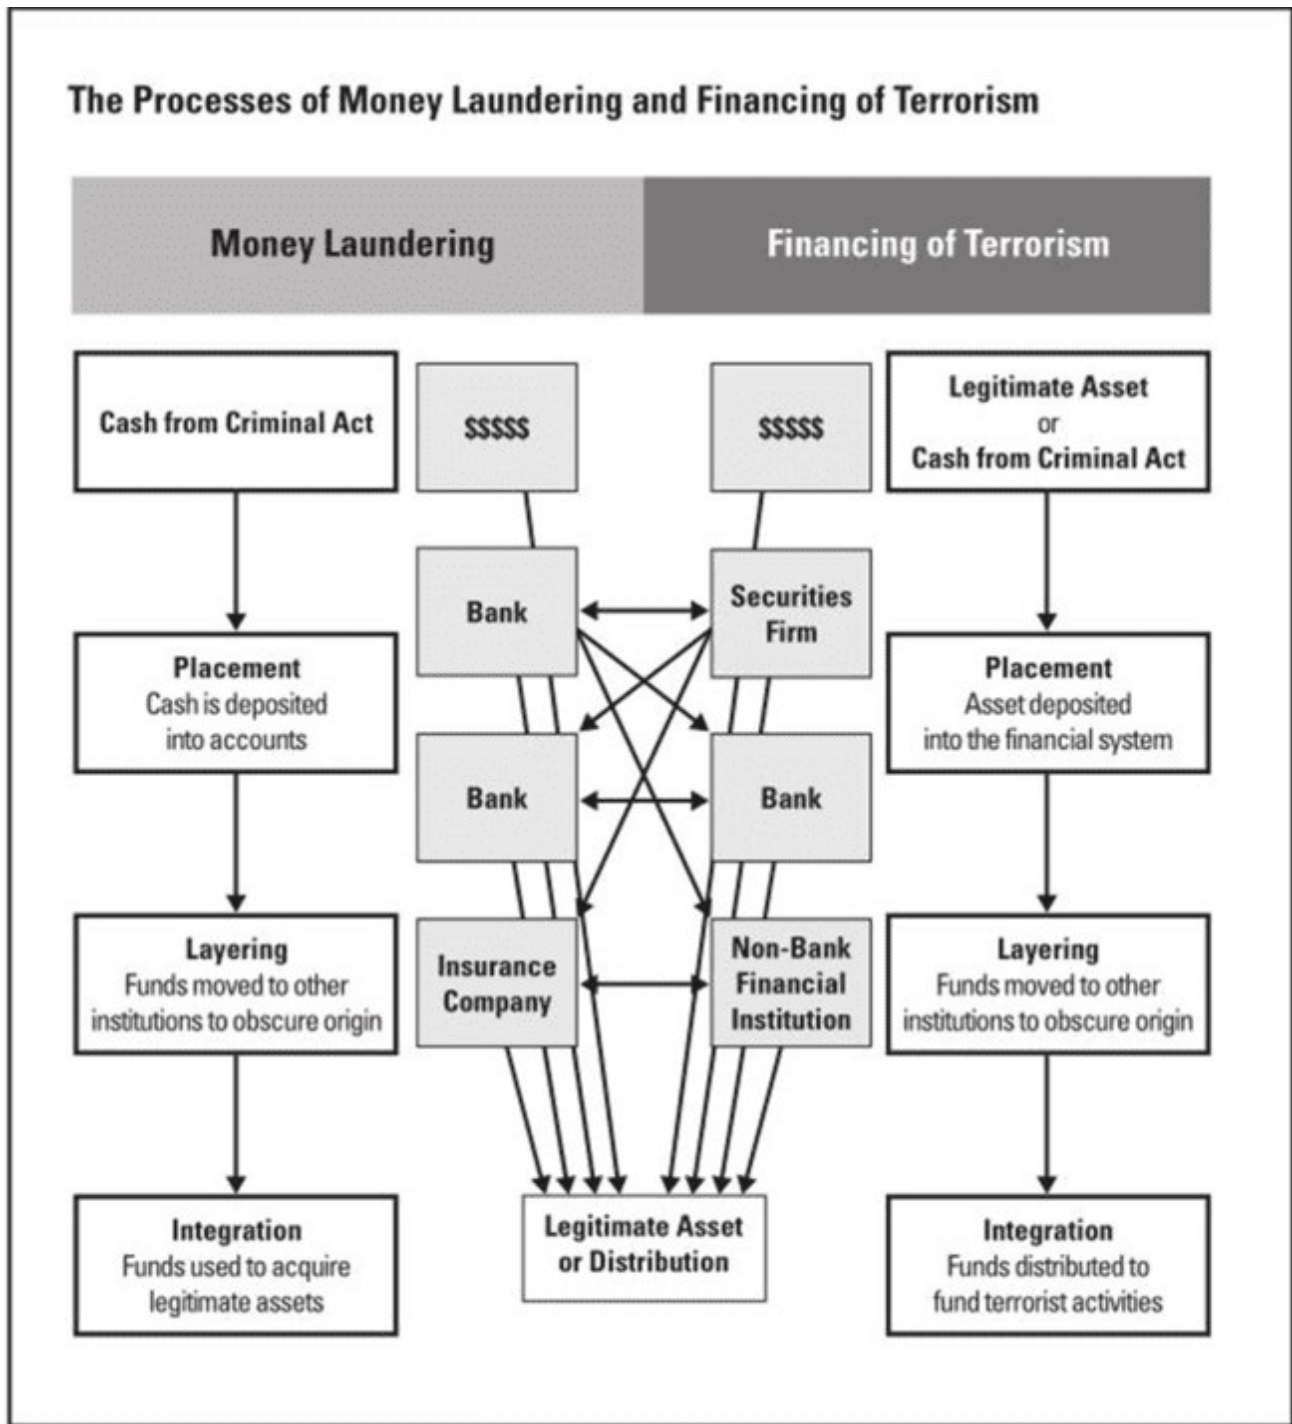 The Processes of Money Laundering and Financing of Terrorism
Money Laundering
Financing of Terrorism
Cash from Criminal Act
$$$$$
$$$$$
Legitimate Asset
or
Cash from Criminal Act
Bank
Securities
Firm
Placement
Cash is deposited
into accounts
Placement
Asset deposited
into the financial system
Bank
Bank
Layering
Funds moved to other
institutions to obscure origin
Insurance
Company
Non-Bank
Financial
Institution
Layering
Funds moved to other
institutions to obscure origin
Integration
Funds used to acquire
legitimate assets
Legitimate Asset
or Distribution
Integration
Funds distributed to
fund terrorist activities